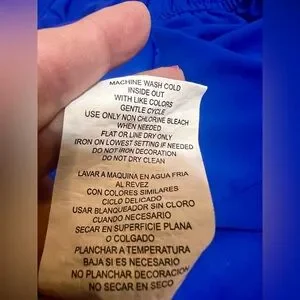 MACHINE WASH COLD
INSIDE OUT
WITH LIKE COLORS
GENTLE CYCLE
USE ONLY NON CHLORINE BLEACH
WHEN NEEDED
FLAT OR LINE DRY ONLY
IRON ON LOWEST SETTING IF NEEDED
DO NOT IRON DECORATION
DO NOT DRY CLEAN
LAVAR A MAQUINA EN AGUA FRIA
AL REVEZ
CON COLORES SIMILARES
CICLO DELICADO
USAR BLANQUEADOR SIN CLORO
CUANDO NECESARIO
SECAR EN SUPERFICIE PLANA
O COLGADO
PLANCHAR A TEMPERATURA
BAJA SI ES NECESARIO
NO PLANCHAR DECORACION
NO SECAR EN SECO